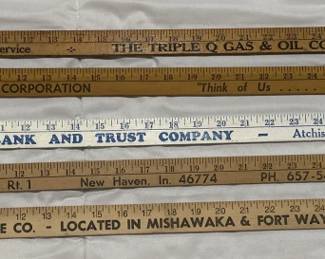 ervice THE TRIPLE Q GAS & OIL CO
CORPORATION "Think of Us .....
BANK AND TRUST COMPANY — Atchis
Rt. 1 New Haven, In. 46774 PH. 657-5
E CO. - LOCATED IN MISHAWAKA & FORT WAY